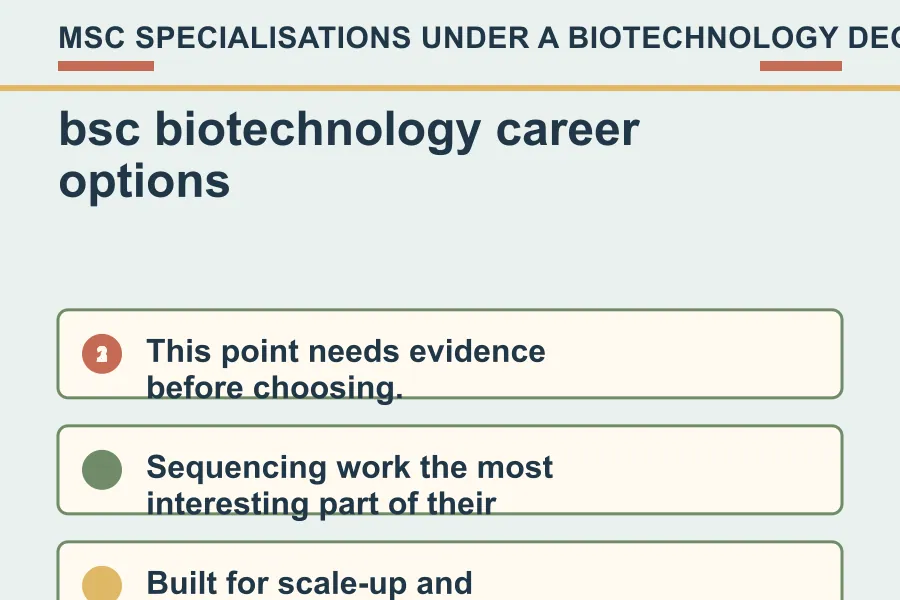 MSC SPECIALISATIONS UNDER A BIOTECHNOLOGY DEG
bsc biotechnology career
options
This point needs evidence
before choosing.
Sequencing work the most
interesting part of their
Built for scale-up and